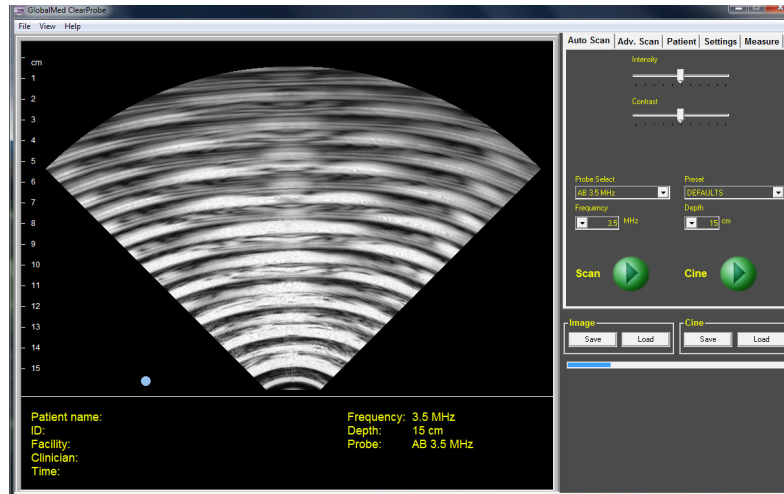 GlobalMed ClearProbe
File View Help
Auto Scan Adv. Scan Patient Settings Measure
cm
1
2
3
4
5
6
7
8
9
10
11
12
13
14
15
Intensity
Contrast
Probe Select Preset
AB 3.5 MHz DEFAULTS
Frequency Depth
3.5 MHz 15 cm
Scan Cine
Image Cine
Save Load Save Load
Patient name:
ID:
Facility:
Clinician:
Time:
Frequency: 3.5 MHz
Depth: 15 cm
Probe: AB 3.5 MHz